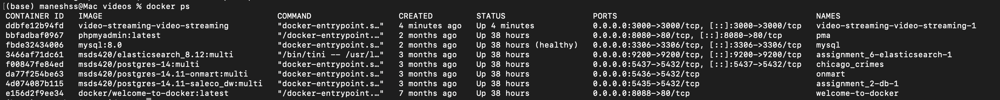 [(base) maneshss@Mac videos % docker ps
CONTAINER ID   IMAGE                                    COMMAND                  CREATED         STATUS                  PORTS                                         NAMES
ddbfe12b94fd   video-streaming-video-streaming          "docker-entrypoint.s…"   4 minutes ago   Up 4 minutes            0.0.0.0:3000->3000/tcp, [::]:3000->3000/tcp   video-streaming-video-streaming-1
bbfadbaf0967   phpmyadmin:latest                        "/docker-entrypoint.…"   2 months ago    Up 38 hours             0.0.0.0:8080->80/tcp, [::]:8080->80/tcp       pma
fbde32434006   mysql:8.0                                "docker-entrypoint.s…"   2 months ago    Up 38 hours (healthy)   0.0.0.0:3306->3306/tcp, [::]:3306->3306/tcp   mysql
3466af71dc61   msds420/elasticsearch_8.12:multi         "/bin/tini -- /usr/l…"   3 months ago    Up 38 hours             0.0.0.0:9200->9200/tcp, [::]:9200->9200/tcp   assignment_6-elasticsearch-1
f00847fe84ed   msds420/postgres-14:multi                "docker-entrypoint.s…"   3 months ago    Up 38 hours             0.0.0.0:5437->5432/tcp, [::]:5437->5432/tcp   chicago_crimes
da77f254be63   msds420/postgres-14.11-onmart:multi      "docker-entrypoint.s…"   3 months ago    Up 38 hours             0.0.0.0:5436->5432/tcp                        onmart
4d074087b115   msds420/postgres-14.11-saleco_dw:multi   "docker-entrypoint.s…"   3 months ago    Up 38 hours             0.0.0.0:5435->5432/tcp                        assignment_2-db-1
e156d2f9ee34   docker/welcome-to-docker:latest          "/docker-entrypoint.…"   7 months ago    Up 38 hours             0.0.0.0:8088->80/tcp                          welcome-to-docker